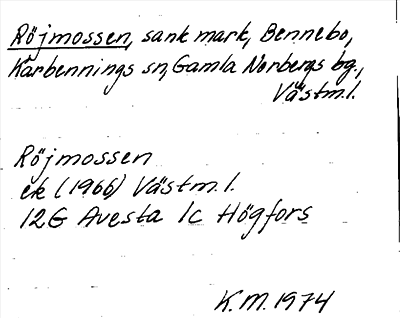 Röjmossen, sank mark, Bennebo,
Karbennings sn, Gamla Norbergs bg.,
Västm.l.
Röjmossen
ek (1966) Västm.l.
12G Avesta 1c Högfors
K.M. 1974